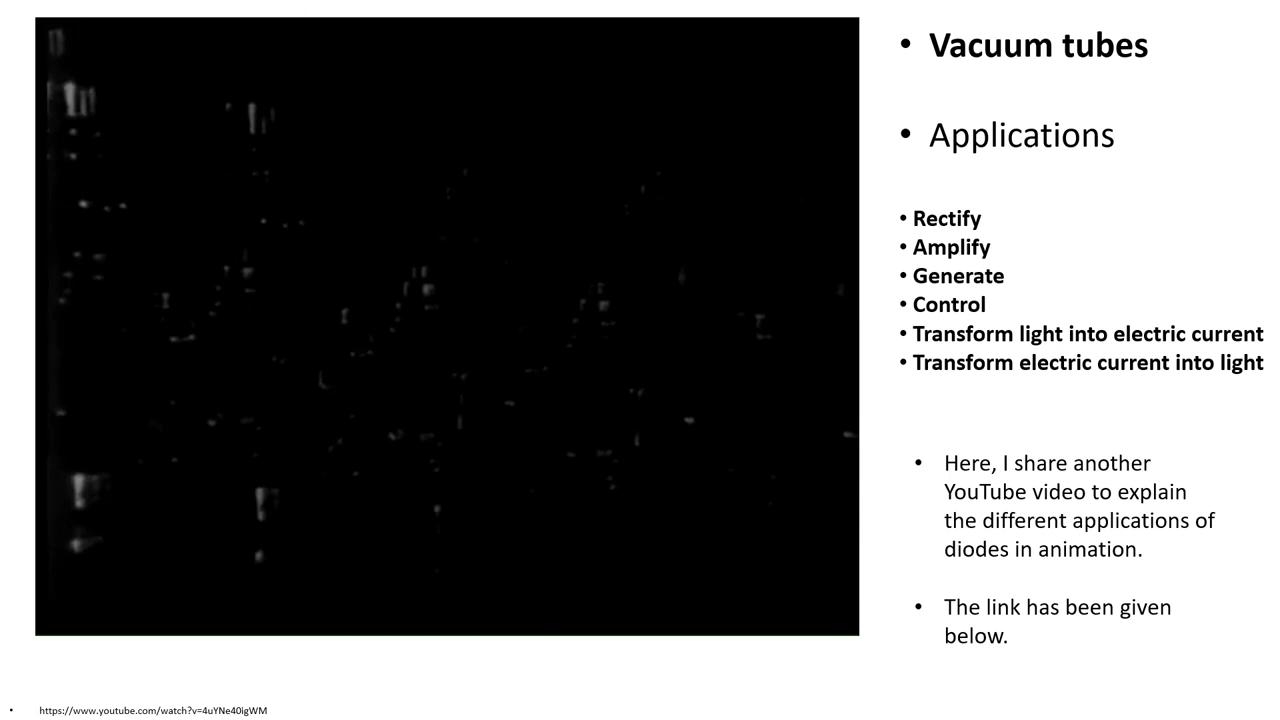 • Vacuum tubes
• Applications
• Rectify
• Amplify
• Generate
• Control
• Transform light into electric current
• Transform electric current into light
• Here, I share another
YouTube video to explain
the different applications of
diodes in animation.
• The link has been given
below.
• https://www.youtube.com/watch?v=4uYNe40igWM